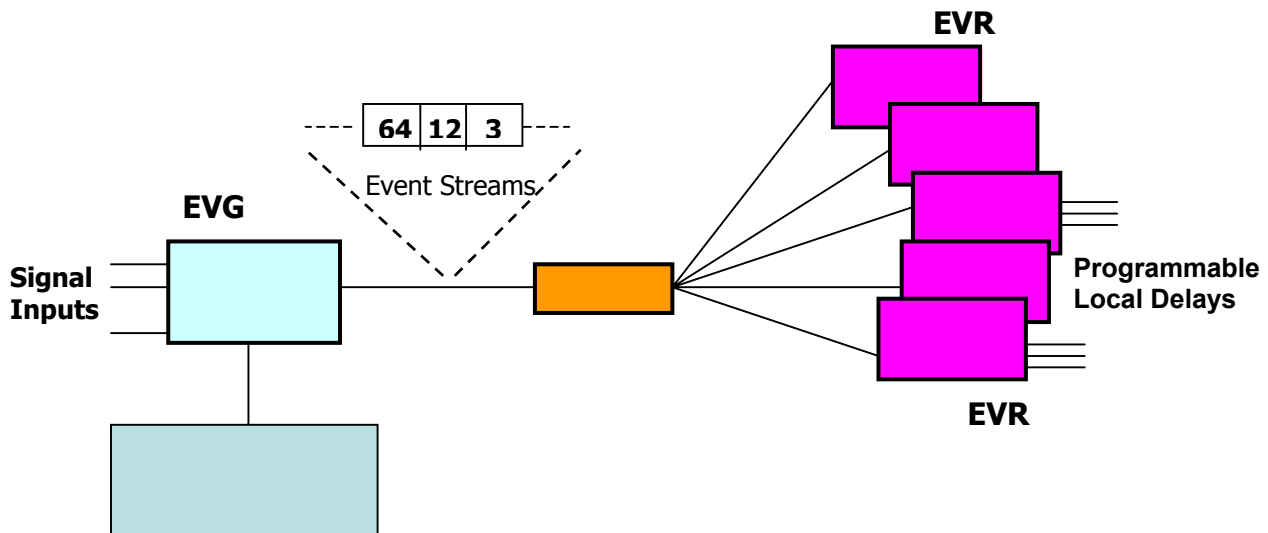 EVR
64 12 3
Event Streams
EVG
Signal
Inputs
Programmable
Local Delays
EVR